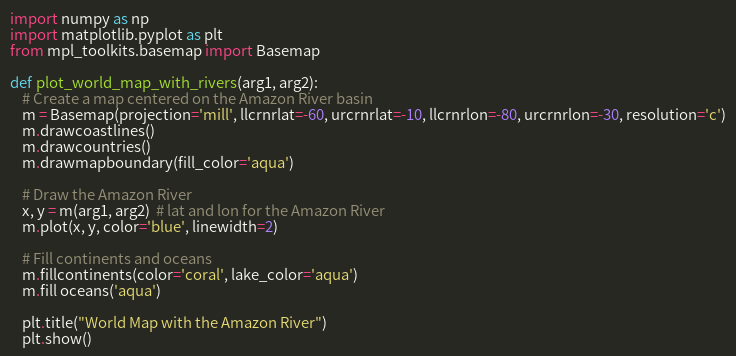 import numpy as np
import matplotlib.pyplot as plt
from mpl_toolkits.basemap import Basemap

def plot_world_map_with_rivers(arg1, arg2):
    # Create a map centered on the Amazon River basin
    m = Basemap(projection='mill', llcrnrlat=-60, urcrnrlat=-10, llcrnrlon=-80, urcrnrlon=-30, resolution='c')
    m.drawcoastlines()
    m.drawcountries()
    m.drawmapboundary(fill_color='aqua')

    # Draw the Amazon River
    x, y = m(arg1, arg2)  # lat and lon for the Amazon River
    m.plot(x, y, color='blue', linewidth=2)

    # Fill continents and oceans
    m.fillcontinents(color='coral', lake_color='aqua')
    m.fill oceans('aqua')

    plt.title("World Map with the Amazon River")
    plt.show()